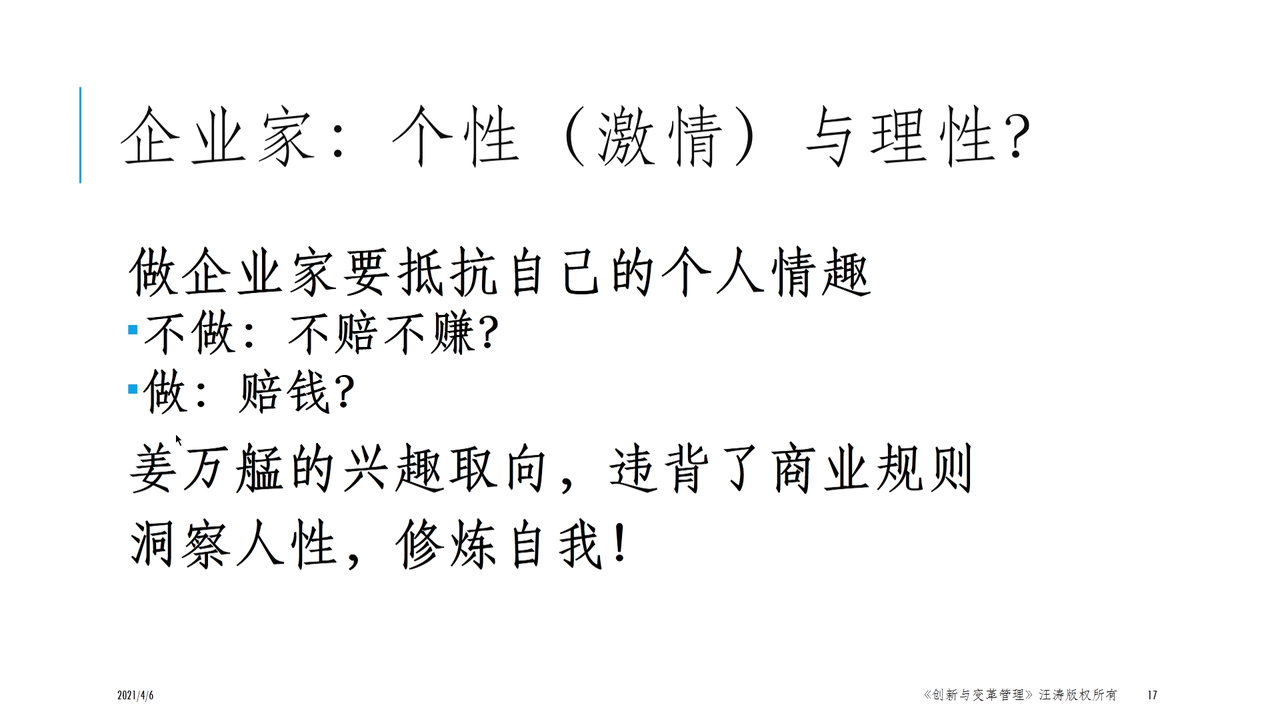 企业家：个性（激情）与理性？
做企业家要抵抗自己的个人情趣
▪不做：不赔不赚？
▪做：赔钱？
姜万艋的兴趣取向，违背了商业规则
洞察人性，修炼自我！
2021/4/6
《创新与变革管理》汪涛版权所有
17